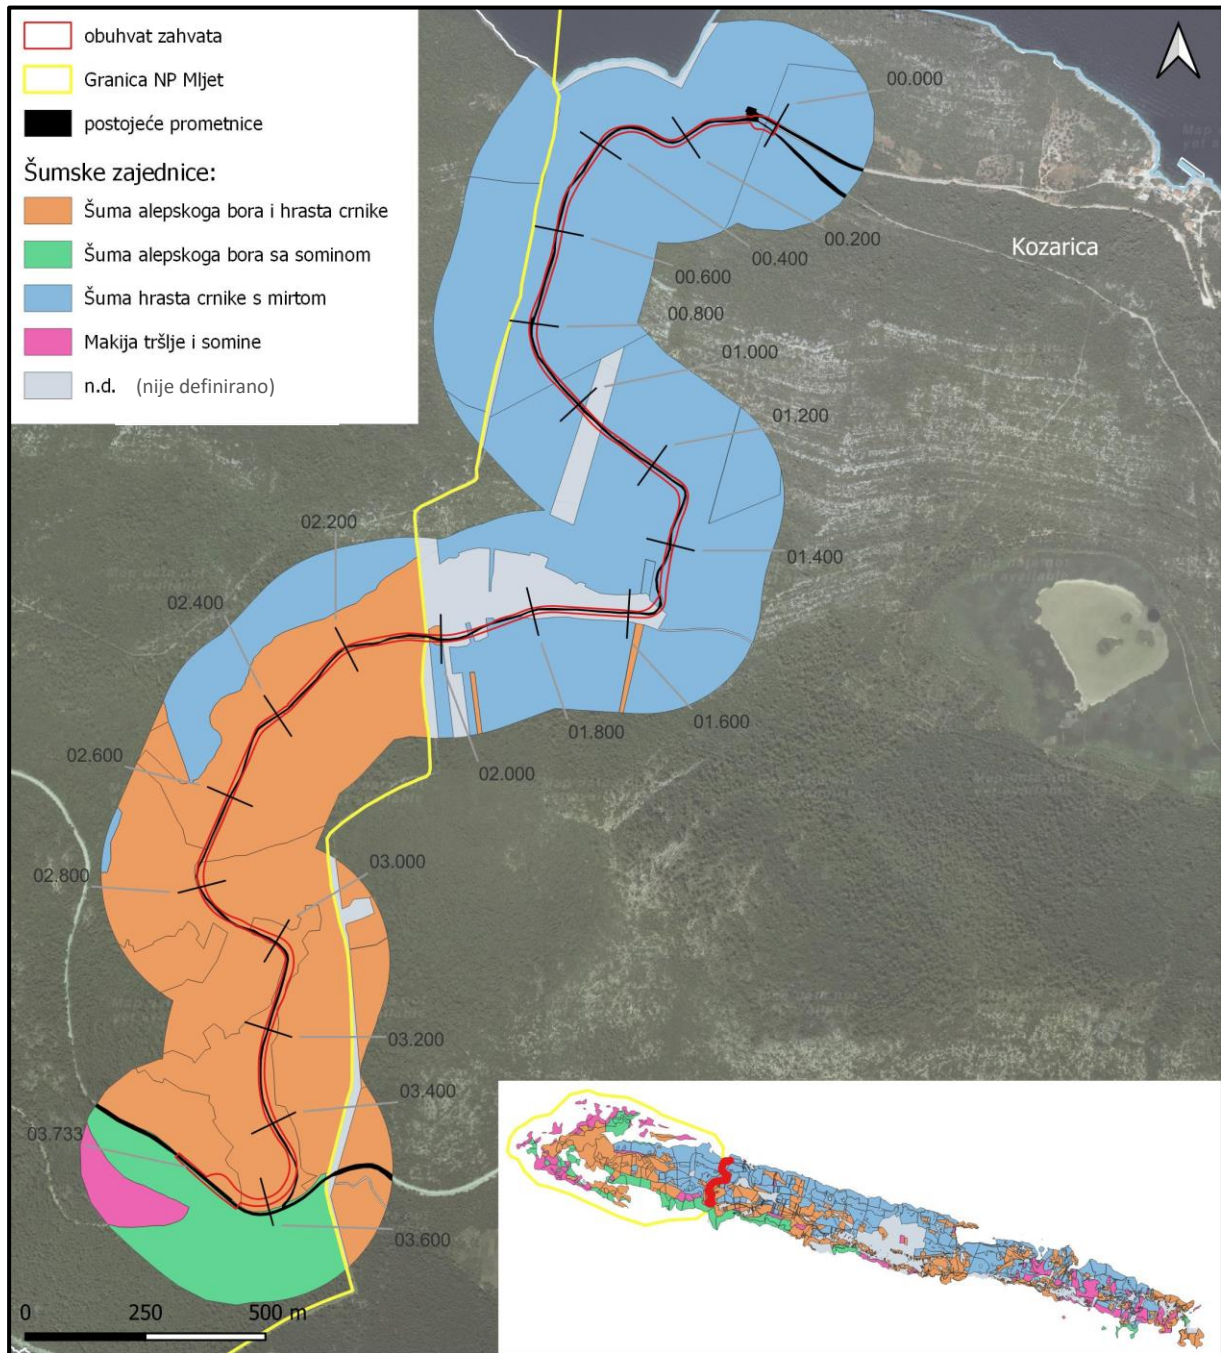 obuhvat zahvata
Granica NP Mljet
postojeće prometnice
Šumske zajednice:
Šuma alepskoga bora i hrasta crnike
Šuma alepskoga bora sa sominom
Šuma hrasta crnike s mirtom
Makija tršlje i somine
n.d. (nije definirano)
00.000
00.200
00.400
00.600
Kozarica
00.800
01.000
01.200
02.200
01.400
02.400
01.600
01.800
02.600
02.000
03.000
02.800
03.200
03.400
03.733
03.600
0 250 500 m